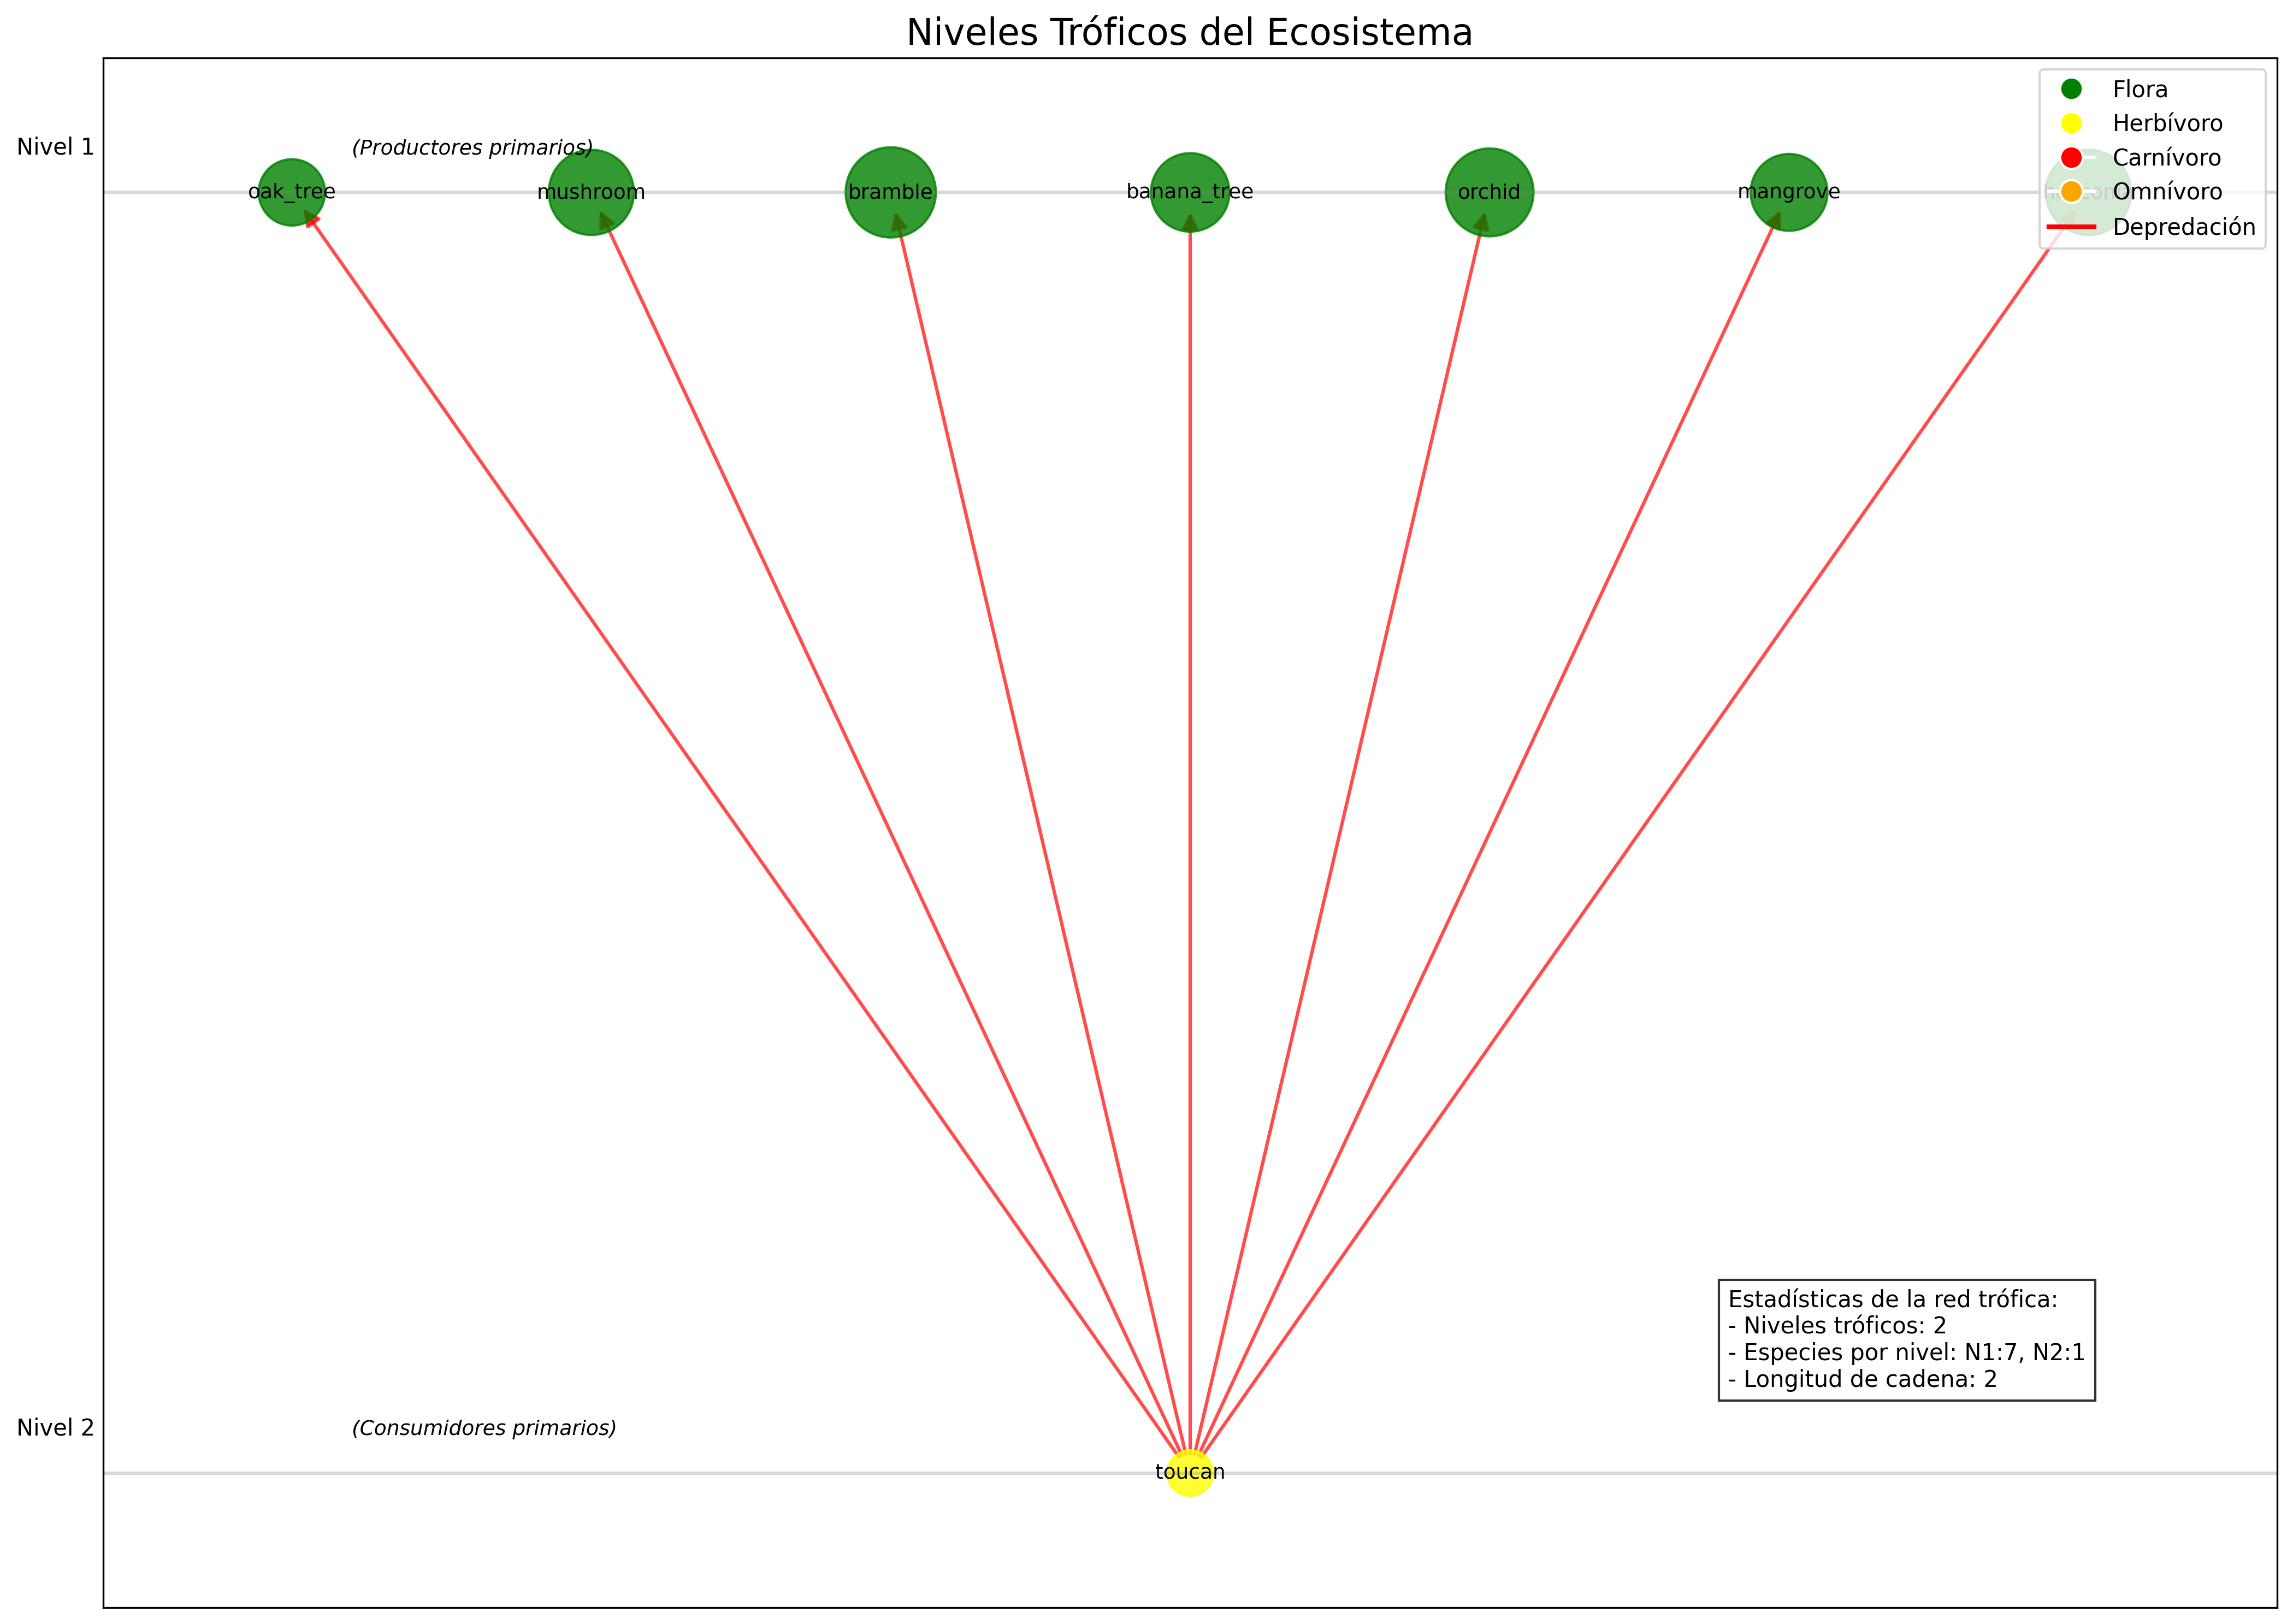 Niveles Tróficos del Ecosistema
Flora
Herbívoro
Carnívoro
Omnívoro
Depredación
Nivel 1
(Productores primarios)
oak_tree
mushroom
bramble
banana_tree
orchid
mangrove
Estadísticas de la red trófica:
- Niveles tróficos: 2
- Especies por nivel: N1:7, N2:1
- Longitud de cadena: 2
Nivel 2
(Consumidores primarios)
toucan